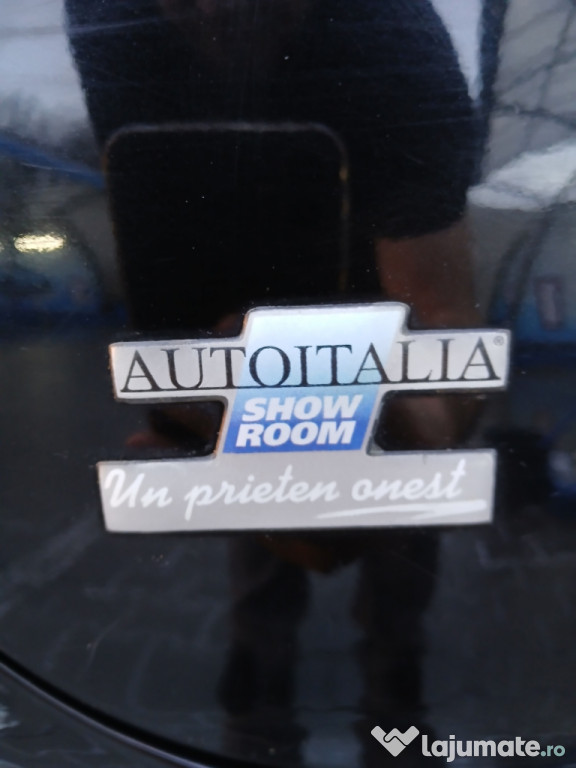 AUTOITALIA®
SHOW
ROOM
Un prieten onest
lajumate.ro